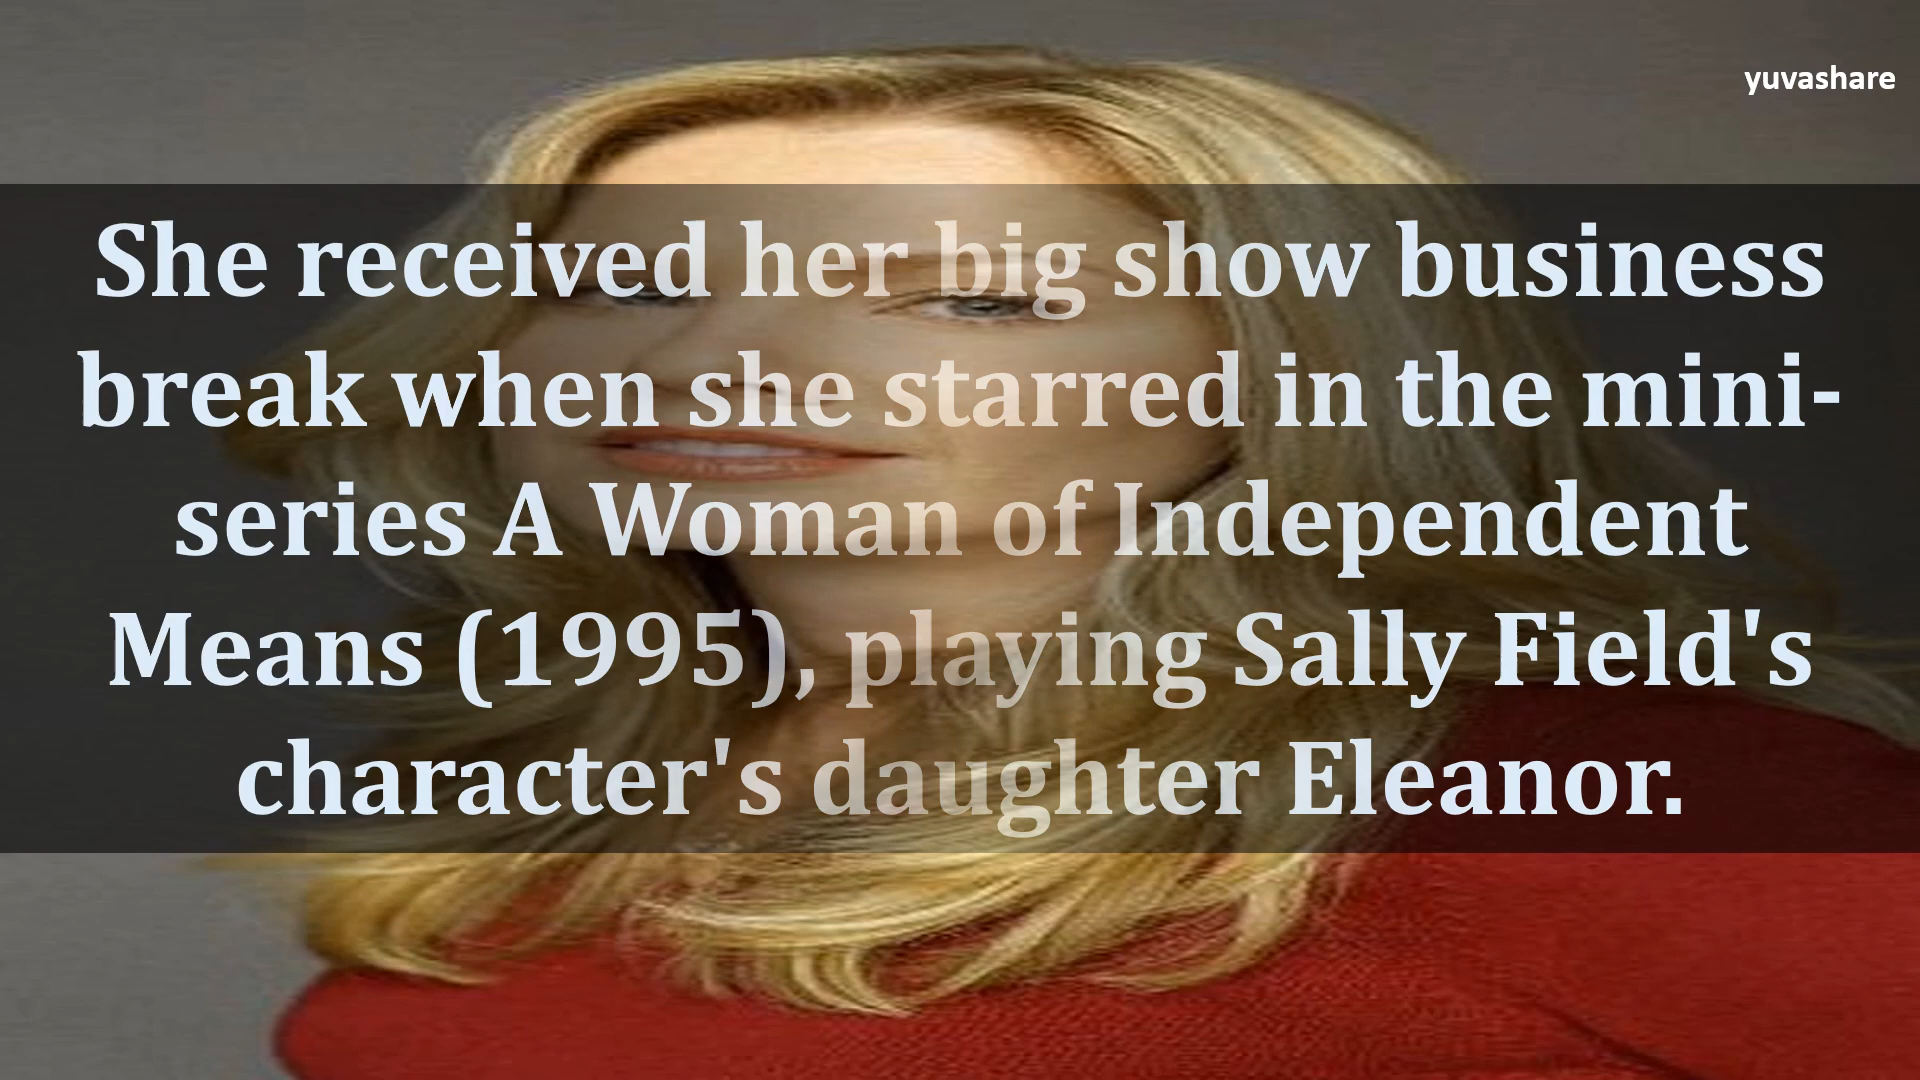 yuvashare
She received her big show business
break when she starred in the mini-
series A Woman of Independent
Means (1995), playing Sally Field's
character's daughter Eleanor.